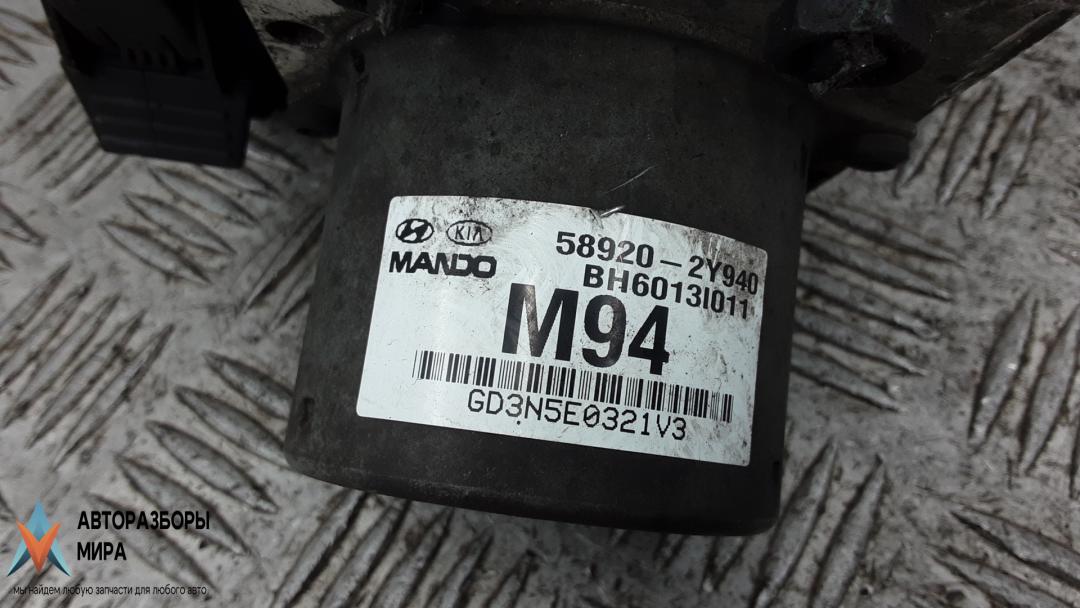 KIA
MANDO
58920-2Y940
BH6013I011
M94
GD3N5E0321V3
АВТОРАЗБОРЫ
МИРА
мы найдем любую запчасти для любого авто